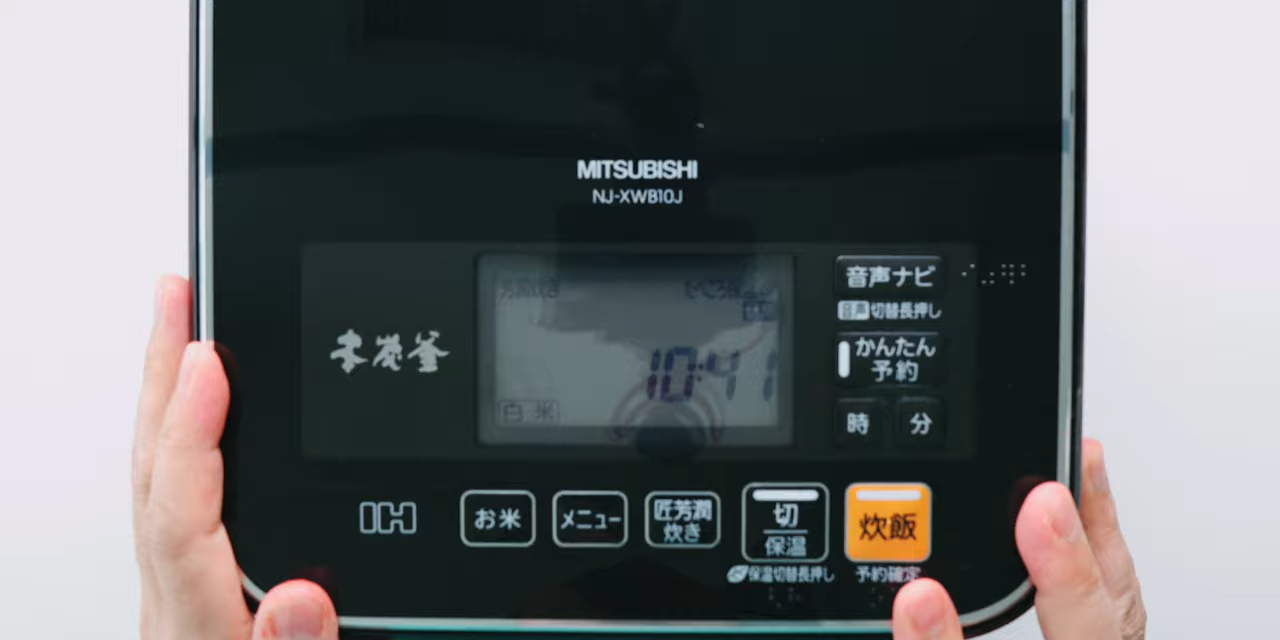 MITSUBISHI
NJ-XWB10J
音声ナビ
音声 切替長押し
かんたん
予約
時 分
10:41
白米
本炭釜
IH
お米
メニュー
匠芳潤
炊き
切
保温
保温切替長押し
炊飯
予約確定